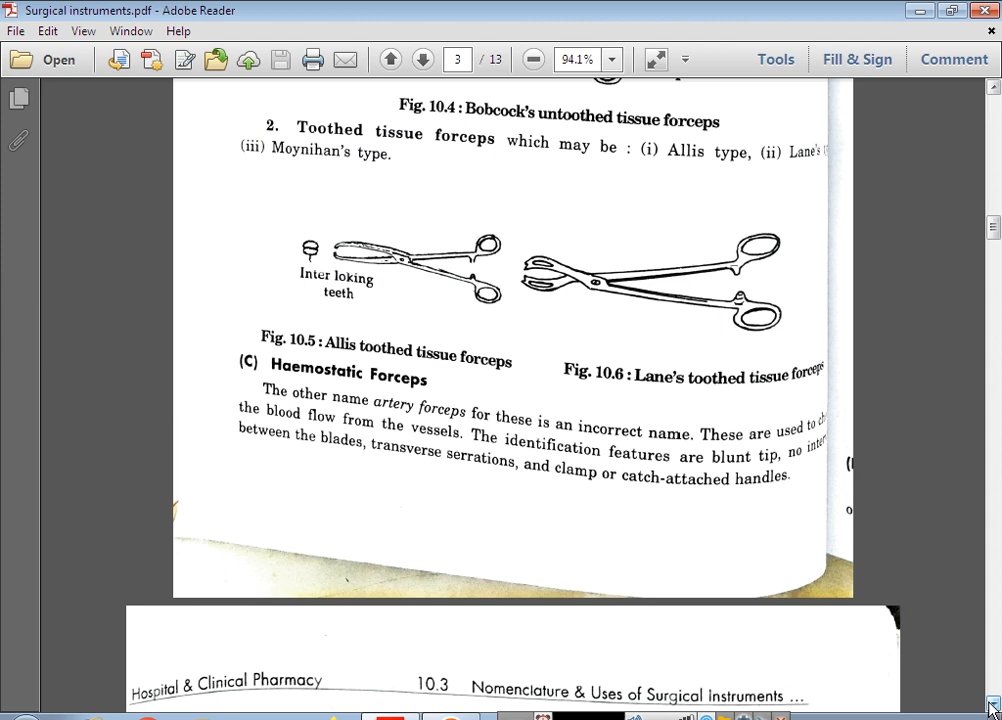 Surgical instruments.pdf - Adobe Reader
File Edit View Window Help
Open 3 / 13 94.1% Tools Fill & Sign Comment
Fig. 10.4 : Bobcock's untoothed tissue forceps
2. Toothed tissue forceps which may be : (i) Allis type, (ii) Lane's
(iii) Moynihan's type.
Inter loking
teeth
Fig. 10.5 : Allis toothed tissue forceps
Fig. 10.6 : Lane's toothed tissue forceps
(C) Haemostatic Forceps
The other name artery forceps for these is an incorrect name. These are used to ch
the blood flow from the vessels. The identification features are blunt tip, no inter
between the blades, transverse serrations, and clamp or catch-attached handles.
Hospital & Clinical Pharmacy 10.3 Nomenclature & Uses of Surgical Instruments ...